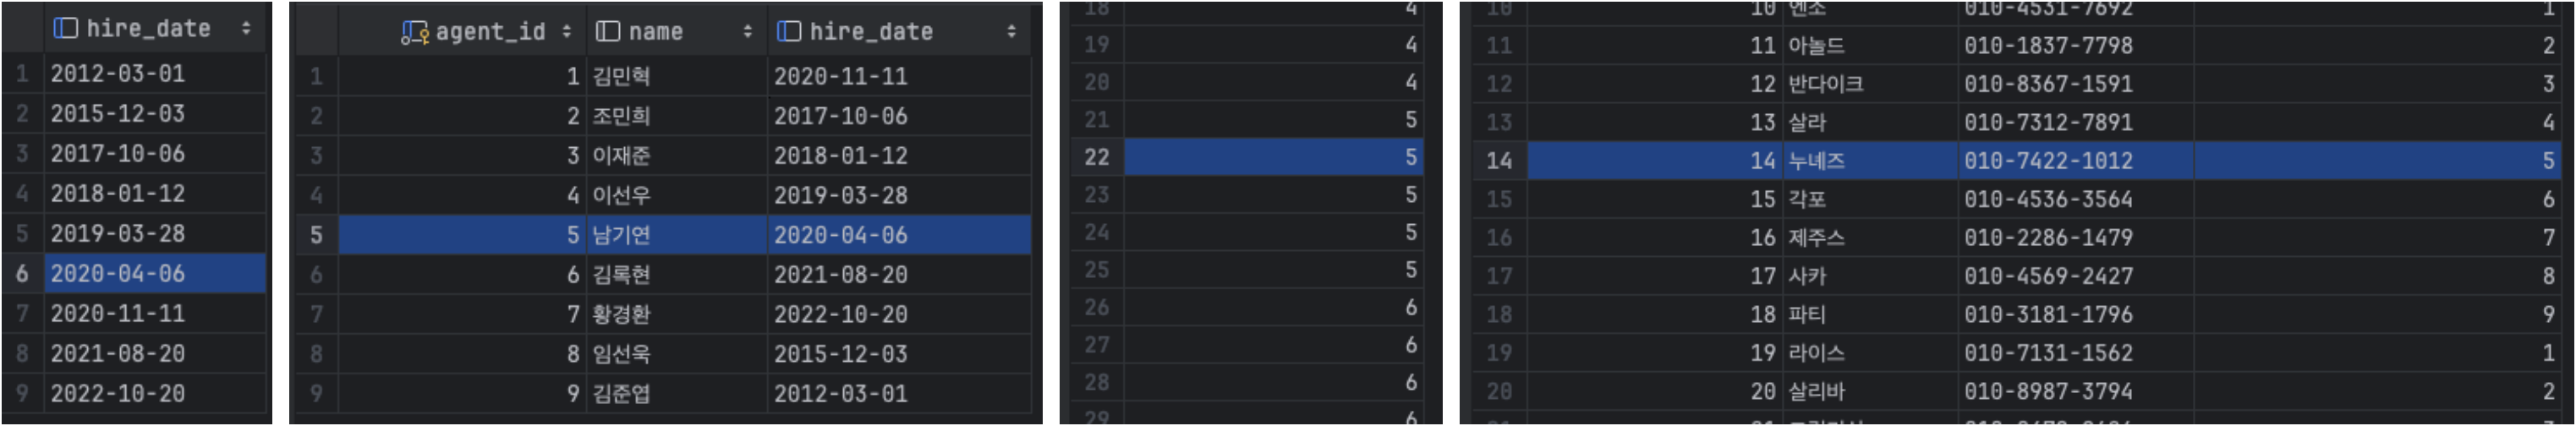 hire_date
1 2012-03-01
2 2015-12-03
3 2017-10-06
4 2018-01-12
5 2019-03-28
6 2020-04-06
7 2020-11-11
8 2021-08-20
9 2022-10-20
agent_id name hire_date
1 1 김민혁 2020-11-11
2 2 조민희 2017-10-06
3 3 이재준 2018-01-12
4 4 이선우 2019-03-28
5 5 남기연 2020-04-06
6 6 김록현 2021-08-20
7 7 황경환 2022-10-20
8 8 임선욱 2015-12-03
9 9 김준엽 2012-03-01
18 4
19 4
20 4
21 5
22 5
23 5
24 5
25 5
26 6
27 6
28 6
29 6
10 10 엔소 010-4531-7692 1
11 11 아놀드 010-1837-7798 2
12 12 반다이크 010-8367-1591 3
13 13 살라 010-7312-7891 4
14 14 누녜즈 010-7422-1012 5
15 15 각포 010-4536-3564 6
16 16 제주스 010-2286-1479 7
17 17 사카 010-4569-2427 8
18 18 파티 010-3181-1796 9
19 19 라이스 010-7131-1562 1
20 20 살리바 010-8987-3794 2